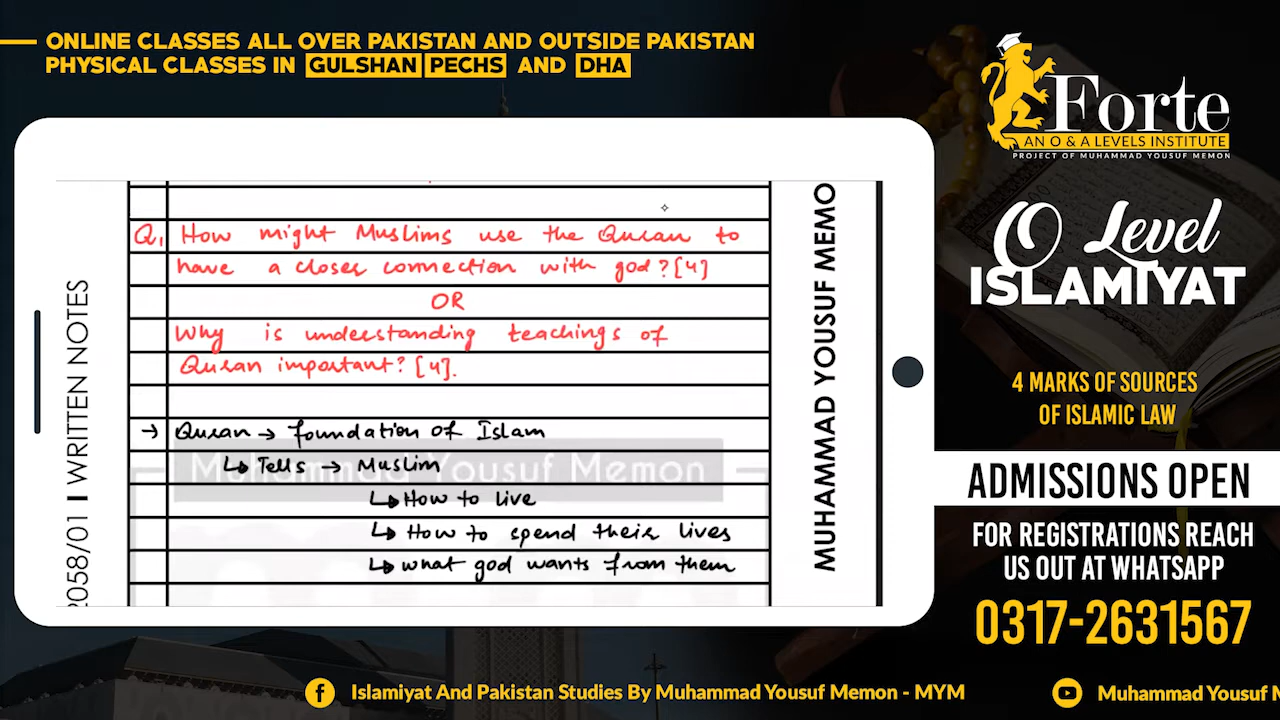 ONLINE CLASSES ALL OVER PAKISTAN AND OUTSIDE PAKISTAN
PHYSICAL CLASSES IN GULSHAN PECHS AND DHA
Forte
AN O & A LEVELS INSTITUTE
PROJECT OF MUHAMMAD YOUSUF MEMON
O Level
ISLAMIYAT
4 MARKS OF SOURCES
OF ISLAMIC LAW
ADMISSIONS OPEN
FOR REGISTRATIONS REACH
US OUT AT WHATSAPP
0317-2631567
2058/01 I WRITTEN NOTES
Q1 How might Muslims use the Quran to
have a closer connection with god? [4]
OR
Why is understanding teachings of
Quran important? [4].
→ Quran → foundation of Islam
↳ Tells → Muslim
↳ How to live
↳ How to spend their lives
↳ what god wants from them
Muhammad Yousuf Memon
MUHAMMAD YOUSUF MEMO
Islamiyat And Pakistan Studies By Muhammad Yousuf Memon - MYM
Muhammad Yousuf M